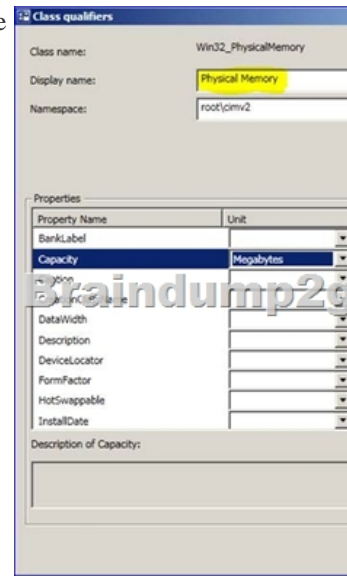 e
Class qualifiers
Class name: Win32_PhysicalMemory
Display name: Physical Memory
Namespace: root\cimv2
Properties
Property Name Unit
BankLabel
Capacity Megabytes
Braindump2g
DataWidth
Description
DeviceLocator
FormFactor
HotSwappable
InstallDate
Description of Capacity: